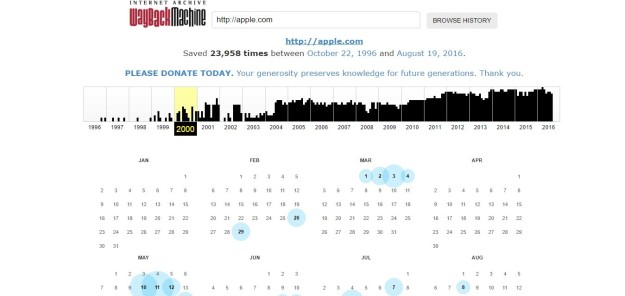 INTERNET ARCHIVE
WayBackMachine
http://apple.com
BROWSE HISTORY
http://apple.com
Saved 23,958 times between October 22, 1996 and August 19, 2016.
PLEASE DONATE TODAY. Your generosity preserves knowledge for future generations. Thank you.
1996 1997 1998 1999 2000 2001 2002 2003 2004 2005 2006 2007 2008 2009 2010 2011 2012 2013 2014 2015 2016
JAN FEB MAR APR
1 1 2 3 4 5 1 2 3 4 1
2 3 4 5 6 7 8 6 7 8 9 10 11 12 5 6 7 8 9 10 11 2 3 4 5 6 7 8
9 10 11 12 13 14 15 13 14 15 16 17 18 19 12 13 14 15 16 17 18 9 10 11 12 13 14 15
16 17 18 19 20 21 22 20 21 22 23 24 25 26 19 20 21 22 23 24 25 16 17 18 19 20 21 22
23 24 25 26 27 28 29 27 28 29 26 27 28 29 30 31 23 24 25 26 27 28 29
30 31 30
MAY JUN JUL AUG
1 2 3 4 5 6 1 2 3 1 1 2 3 4 5
7 8 9 10 11 12 13 4 5 6 7 8 9 10 2 3 4 5 6 7 8 6 7 8 9 10 11 12